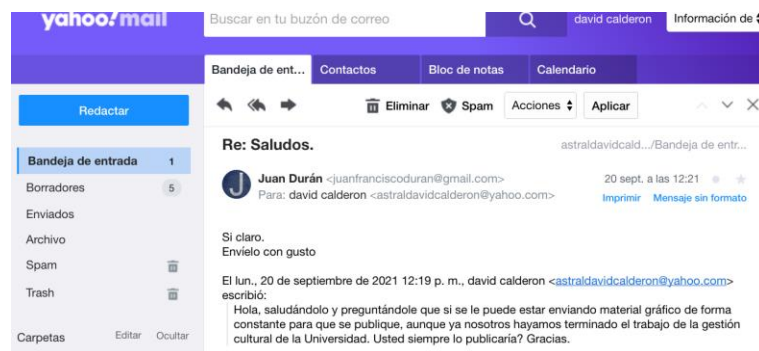 yahoo!mail
Buscar en tu buzón de correo
david calderon
Información de
Bandeja de ent...
Contactos
Bloc de notas
Calendario
Redactar
Eliminar
Spam
Acciones
Aplicar
Bandeja de entrada 1
Borradores 5
Enviados
Archivo
Spam
Trash
Carpetas Editar Ocultar
Re: Saludos.
astraldavidcald.../Bandeja de entr...
J
Juan Durán <juanfranciscoduran@gmail.com>
Para: david calderon <astraldavidcalderon@yahoo.com>
20 sept. a las 12:21
Imprimir Mensaje sin formato
Si claro.
Envíelo con gusto
El lun., 20 de septiembre de 2021 12:19 p. m., david calderon <astraldavidcalderon@yahoo.com>
escribió:
Hola, saludándolo y preguntándole que si se le puede estar enviando material gráfico de forma
constante para que se publique, aunque ya nosotros hayamos terminado el trabajo de la gestión
cultural de la Universidad. Usted siempre lo publicaría? Gracias.